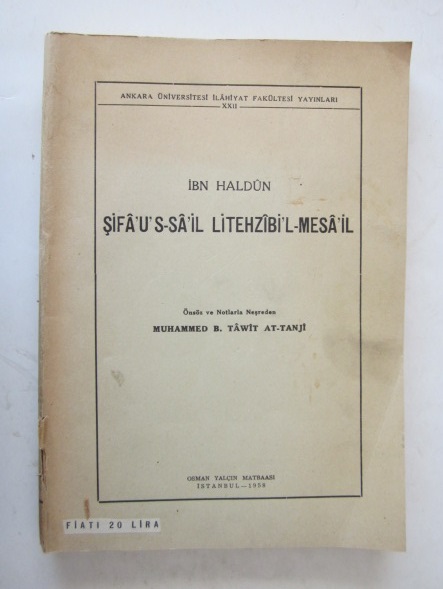 ANKARA ÜNİVERSİTESİ İLÂHİYAT FAKÜLTESİ YAYINLARI
XXII
İBN HALDÛN
ŞİFÂ'U'S-SÂ'İL LİTEHZÎBİ'L-MESÂ'İL
Önsöz ve Notlarla Neşreden
MUHAMMED B. TÂWİT AT-TANJÎ
OSMAN YALÇIN MATBAASI
İSTANBUL—1958
FİATI 20 LİRA